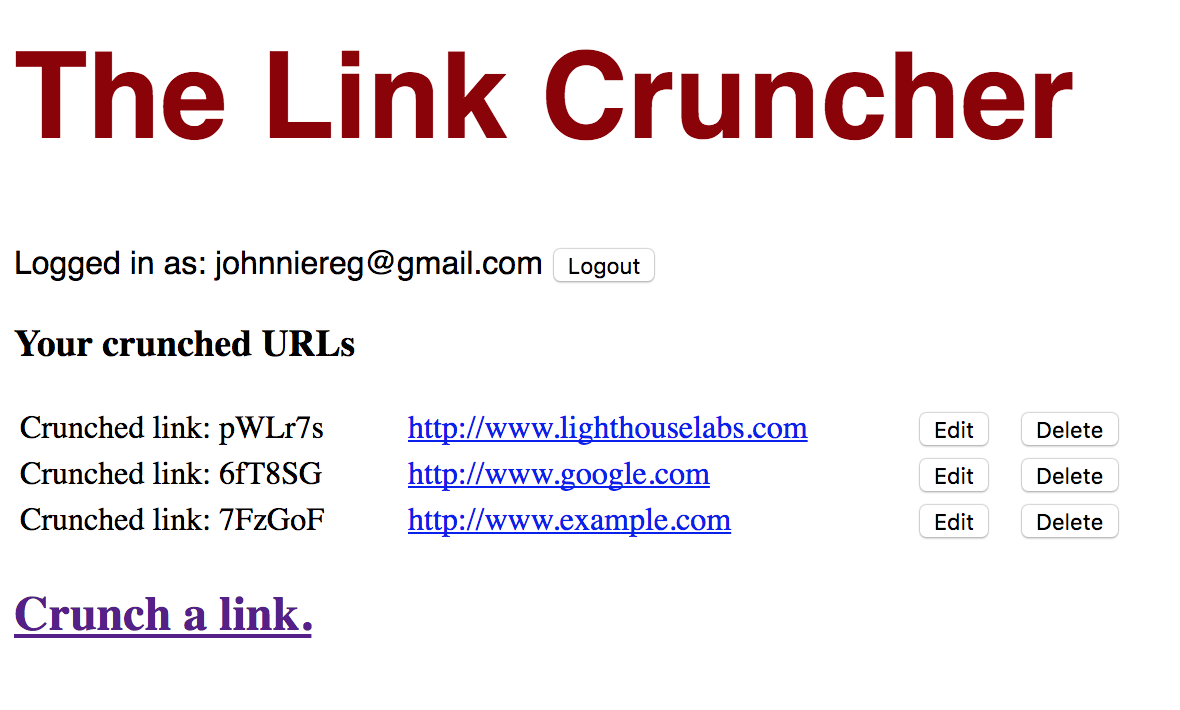 The Link Cruncher
Logged in as: johnniereg@gmail.com Logout
Your crunched URLs
Crunched link: pWLr7s http://www.lighthouselabs.com Edit Delete
Crunched link: 6fT8SG http://www.google.com Edit Delete
Crunched link: 7FzGoF http://www.example.com Edit Delete
Crunch a link.